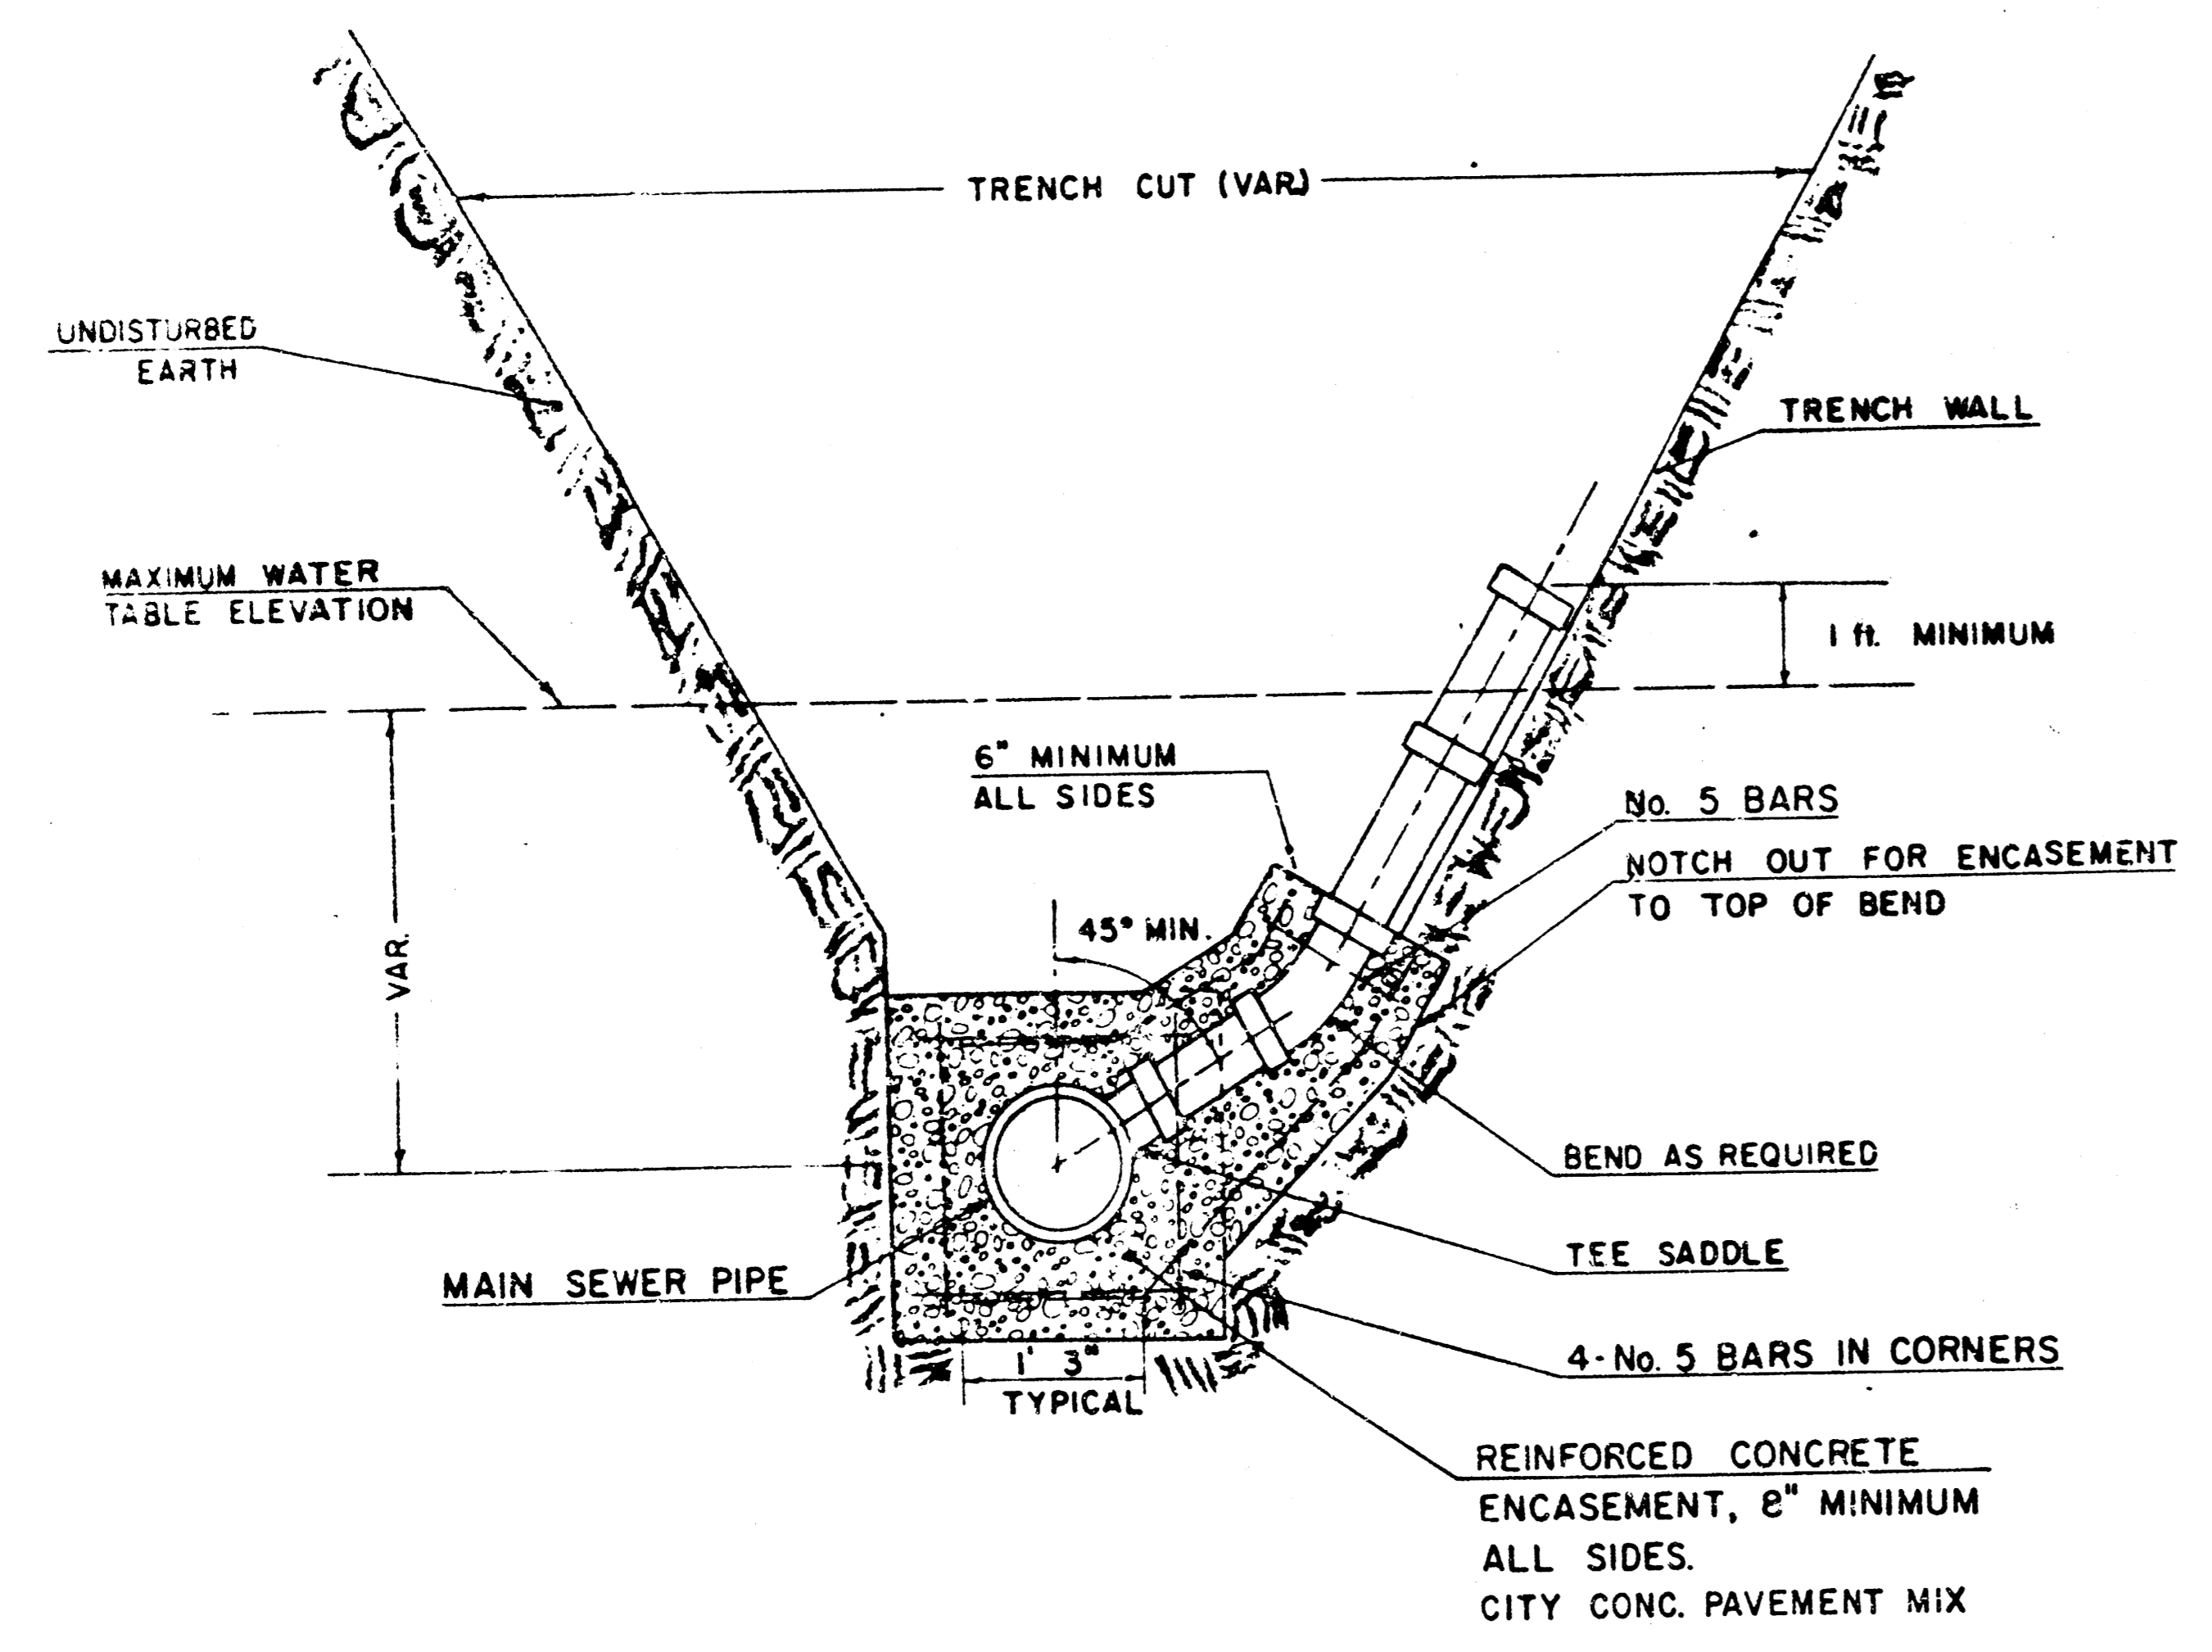 TRENCH CUT (VAR.)
UNDISTURBED
EARTH
TRENCH WALL
MAXIMUM WATER
TABLE ELEVATION
1 ft. MINIMUM
6" MINIMUM
ALL SIDES
No. 5 BARS
NOTCH OUT FOR ENCASEMENT
TO TOP OF BEND
45° MIN.
VAR.
BEND AS REQUIRED
TEE SADDLE
MAIN SEWER PIPE
4-No. 5 BARS IN CORNERS
1' 3"
TYPICAL
REINFORCED CONCRETE
ENCASEMENT, 8" MINIMUM
ALL SIDES.
CITY CONC. PAVEMENT MIX